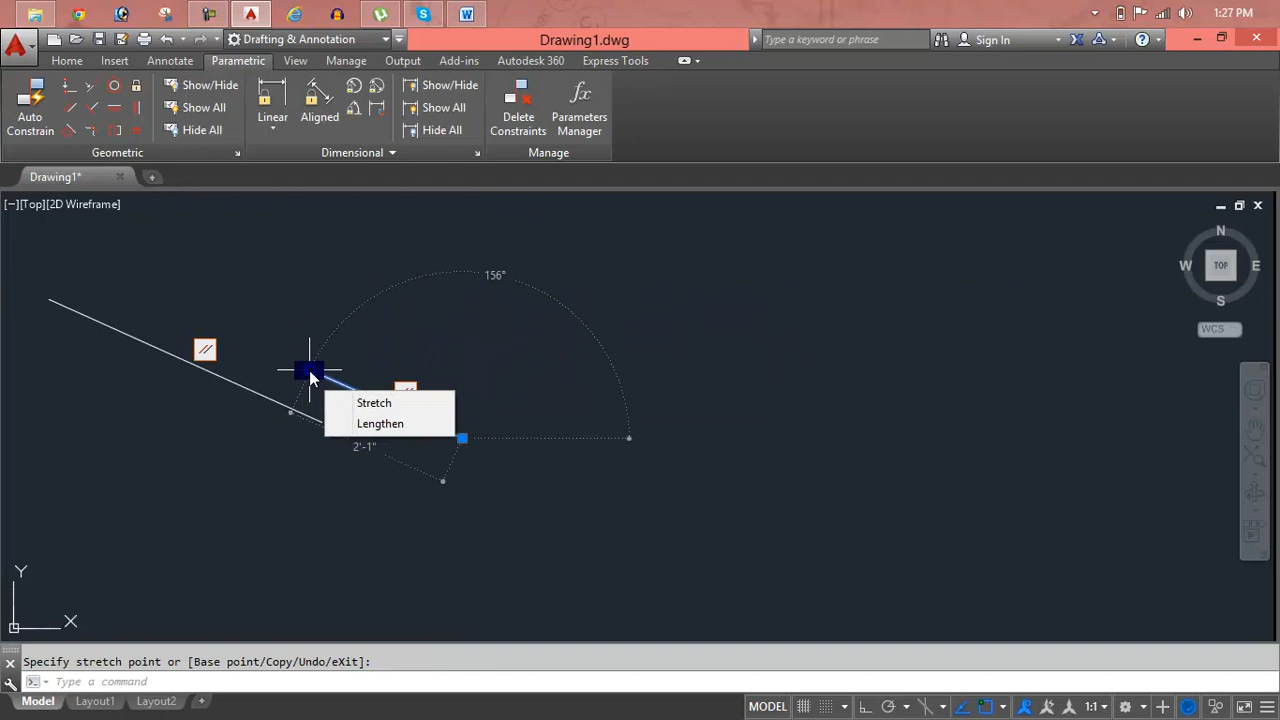 1:27 PM
Drafting & Annotation
Drawing1.dwg
Type a keyword or phrase
Sign In
Home Insert Annotate Parametric View Manage Output Add-ins Autodesk 360 Express Tools
Auto Constrain
Show/Hide
Show All
Hide All
Linear
Aligned
Show/Hide
Show All
Hide All
Delete Constraints
fx
Parameters Manager
Geometric
Dimensional
Manage
Drawing1*
[−][Top][2D Wireframe]
N
W
TOP
E
S
WCS
156°
Stretch
Lengthen
2'-1"
Y
X
Specify stretch point or [Base point/Copy/Undo/eXit]:
Type a command
Model Layout1 Layout2 +
MODEL
1:1